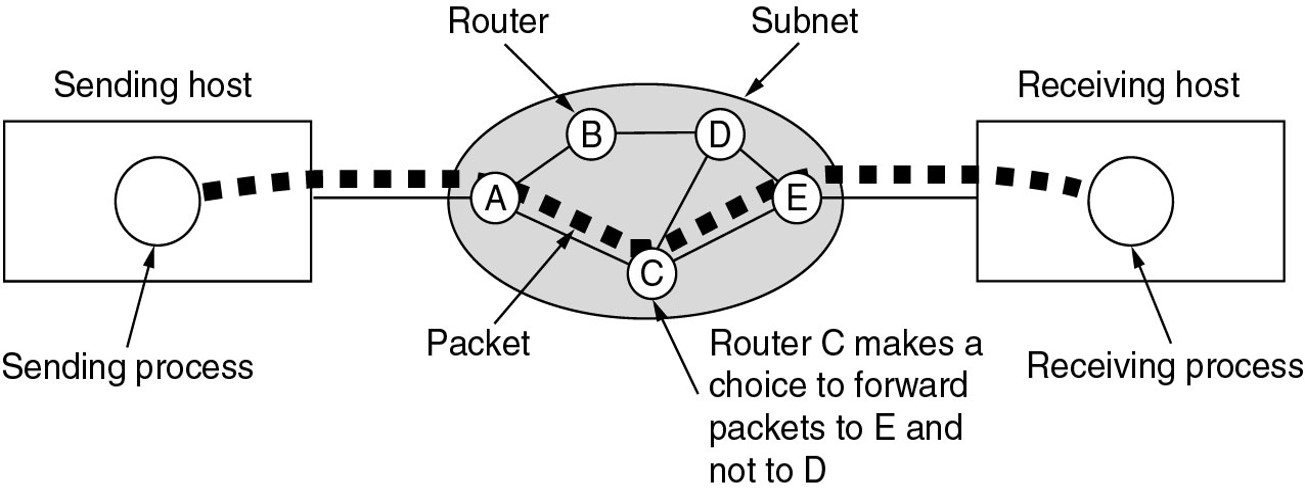 Router
Subnet
Sending host
Receiving host
B
D
A
E
C
Packet
Sending process
Router C makes a
choice to forward
packets to E and
not to D
Receiving process